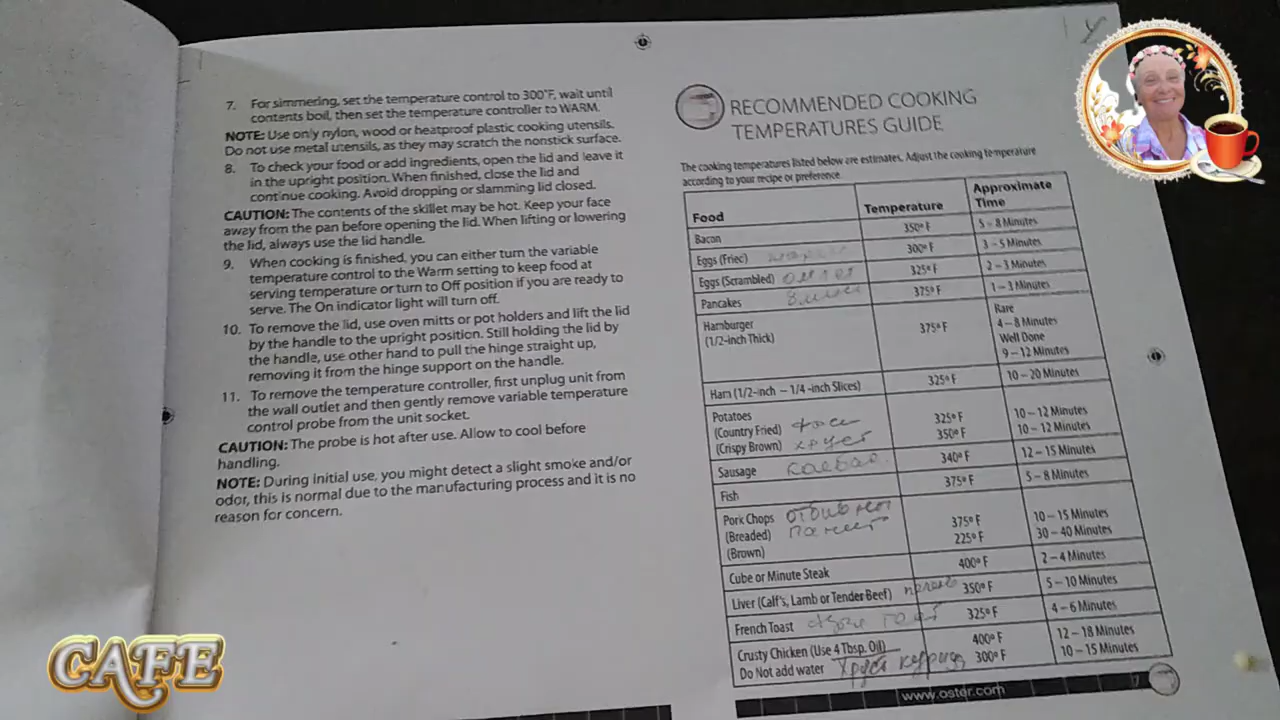 7. For simmering, set the temperature control to 300°F, wait until
contents boil, then set the temperature controller to WARM.
NOTE: Use only nylon, wood or heatproof plastic cooking utensils.
Do not use metal utensils, as they may scratch the nonstick surface.
8. To check your food or add ingredients, open the lid and leave it
in the upright position. When finished, close the lid and
continue cooking. Avoid dropping or slamming lid closed.
CAUTION: The contents of the skillet may be hot. Keep your face
away from the pan before opening the lid. When lifting or lowering
the lid, always use the lid handle.
9. When cooking is finished, you can either turn the variable
temperature control to the Warm setting to keep food at
serving temperature or turn to Off position if you are ready to
serve. The On indicator light will turn off.
10. To remove the lid, use oven mitts or pot holders and lift the lid
by the handle to the upright position. Still holding the lid by
the handle, use other hand to pull the hinge straight up,
removing it from the hinge support on the handle.
11. To remove the temperature controller, first unplug unit from
the wall outlet and then gently remove variable temperature
control probe from the unit socket.
CAUTION: The probe is hot after use. Allow to cool before
handling.
NOTE: During initial use, you might detect a slight smoke and/or
odor, this is normal due to the manufacturing process and it is no
reason for concern.
RECOMMENDED COOKING
TEMPERATURES GUIDE
The cooking temperatures listed below are estimates. Adjust the cooking temperature
according to your recipe or preference.
Food Temperature Approximate Time
Bacon 350º F 5 – 8 Minutes
Eggs (Fried) 300º F 3 – 5 Minutes
Eggs (Scrambled) омлет 325º F 2 – 3 Minutes
Pancakes 375º F 1 – 3 Minutes
Hamburger Rare
(1/2-inch Thick) 375º F 4 – 8 Minutes
Well Done
9 – 12 Minutes
Ham (1/2-inch – 1/4 -inch Slices) 325º F 10 – 20 Minutes
Potatoes
(Country Fried) 325º F 10 – 12 Minutes
(Crispy Brown) 350º F 10 – 12 Minutes
Sausage 340º F 12 – 15 Minutes
Fish 375º F 5 – 8 Minutes
Pork Chops
(Breaded) 375º F 10 – 15 Minutes
(Brown) 225º F 30 – 40 Minutes
Cube or Minute Steak 400º F 2 – 4 Minutes
Liver (Calf's, Lamb or Tender Beef) 350º F 5 – 10 Minutes
French Toast 325º F 4 – 6 Minutes
Crusty Chicken (Use 4 Tbsp. Oil) 400º F 12 – 18 Minutes
Do Not add water 300º F 10 – 15 Minutes
www.oster.com
CAFE